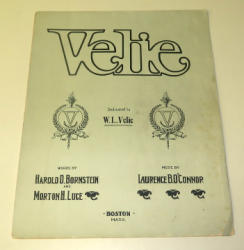 Velie
Dedicated to
W. L. Velie
WORDS BY
HAROLD D. BORNSTEIN
AND
MORTON H. LUCE
MUSIC BY
LAURENCE B. O'CONNOR
- BOSTON -
MASS.